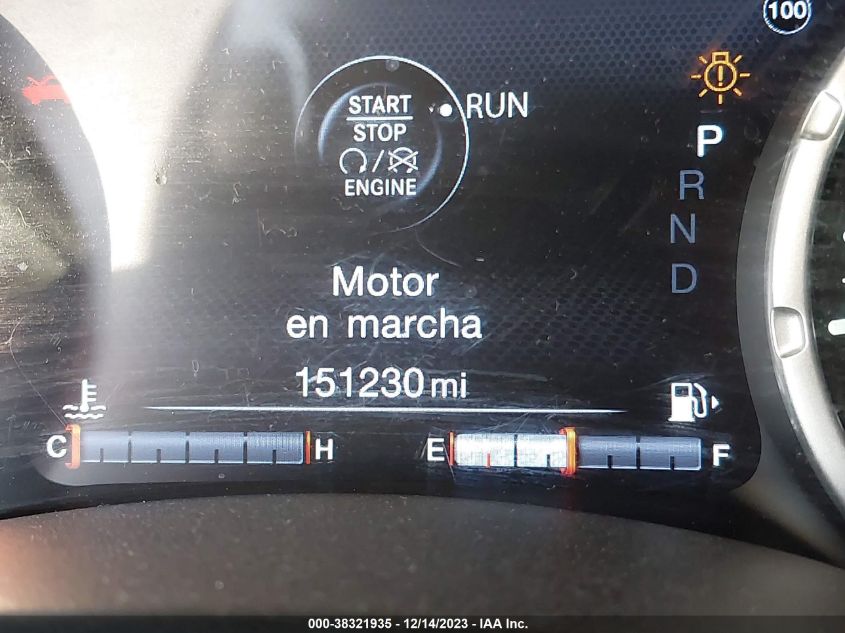 100
START
STOP
ENGINE
RUN
P
R
N
D
Motor
en marcha
151230 mi
C
H
E
F
000-38321935 - 12/14/2023 - IAA Inc.